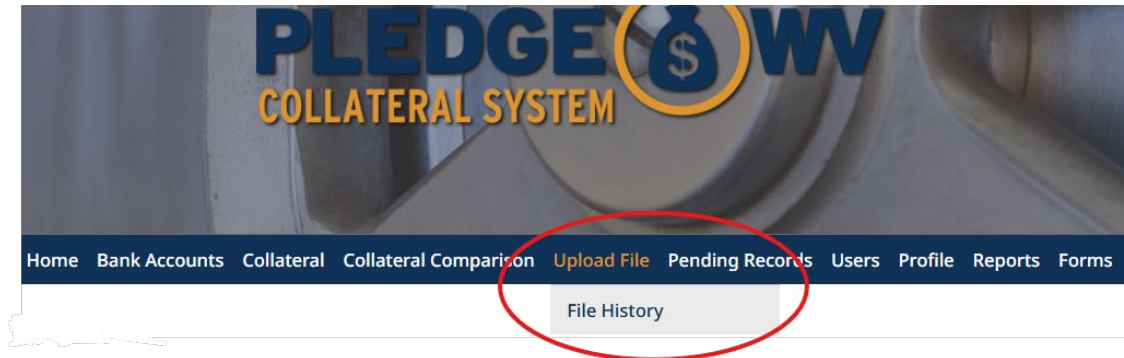 PLEDGE $ WV
COLLATERAL SYSTEM
Home Bank Accounts Collateral Collateral Comparison Upload File Pending Records Users Profile Reports Forms
File History